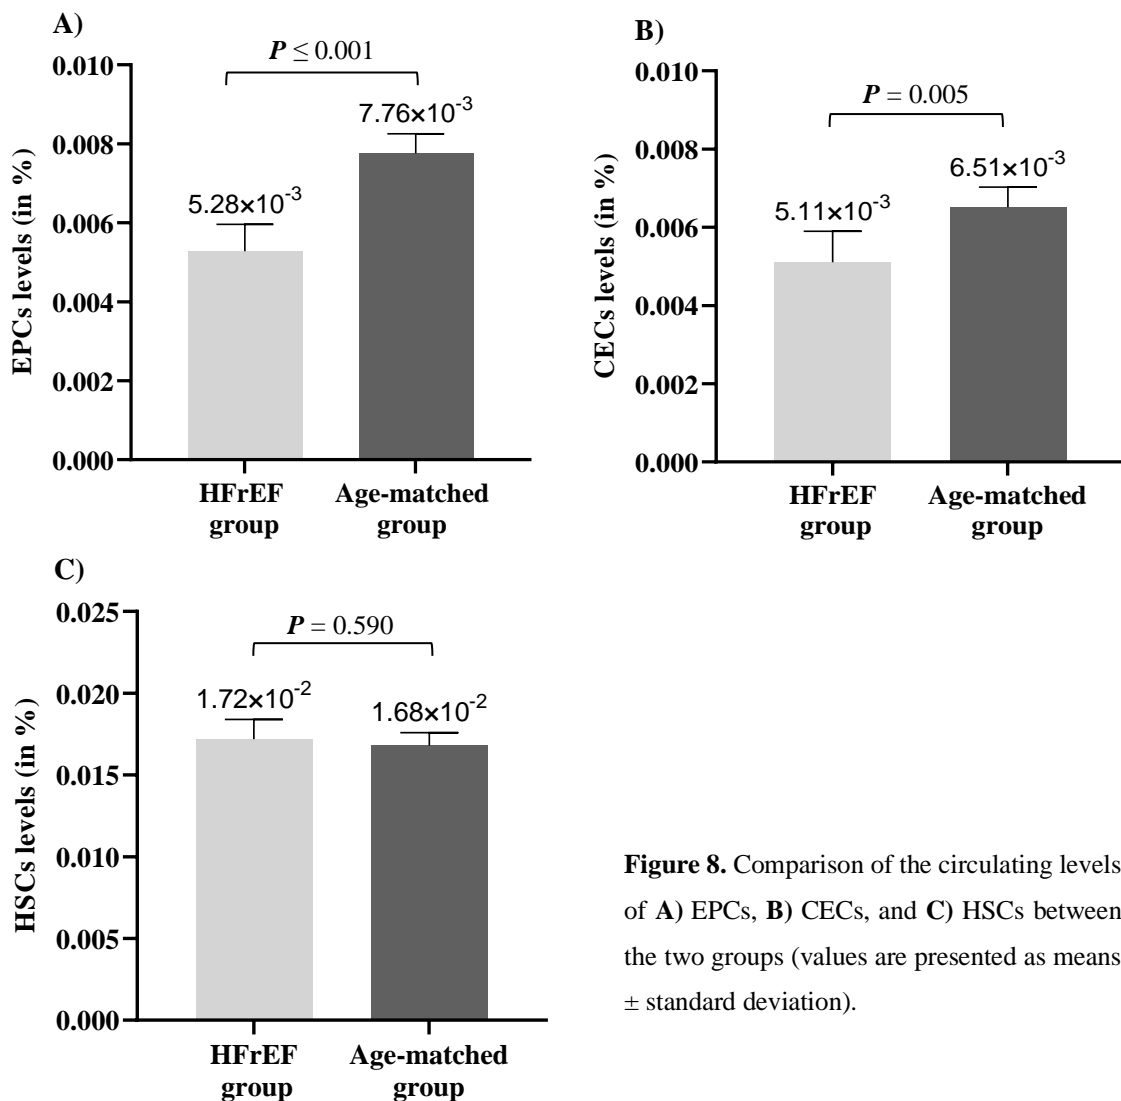 A)
P ≤ 0.001
EPCs levels (in %)
0.010
0.008
0.006
0.004
0.002
0.000
5.28×10-3
7.76×10-3
HFrEF
group
Age-matched
group
B)
P = 0.005
CECs levels (in %)
0.010
0.008
0.006
0.004
0.002
0.000
5.11×10-3
6.51×10-3
HFrEF
group
Age-matched
group
C)
P = 0.590
HSCs levels (in %)
0.025
0.020
0.015
0.010
0.005
0.000
1.72×10-2
1.68×10-2
HFrEF
group
Age-matched
group
Figure 8. Comparison of the circulating levels
of A) EPCs, B) CECs, and C) HSCs between
the two groups (values are presented as means
± standard deviation).